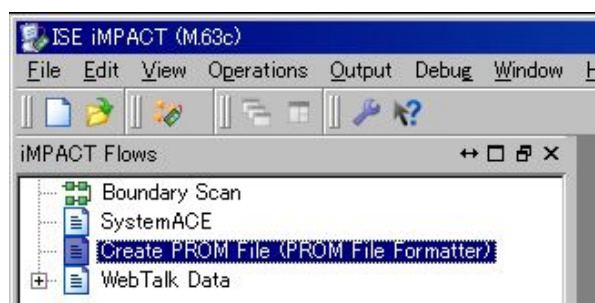 ISE iMPACT (M.63c)
File Edit View Operations Output Debug Window H
iMPACT Flows
Boundary Scan
SystemACE
Create PROM File (PROM File Formatter)
WebTalk Data